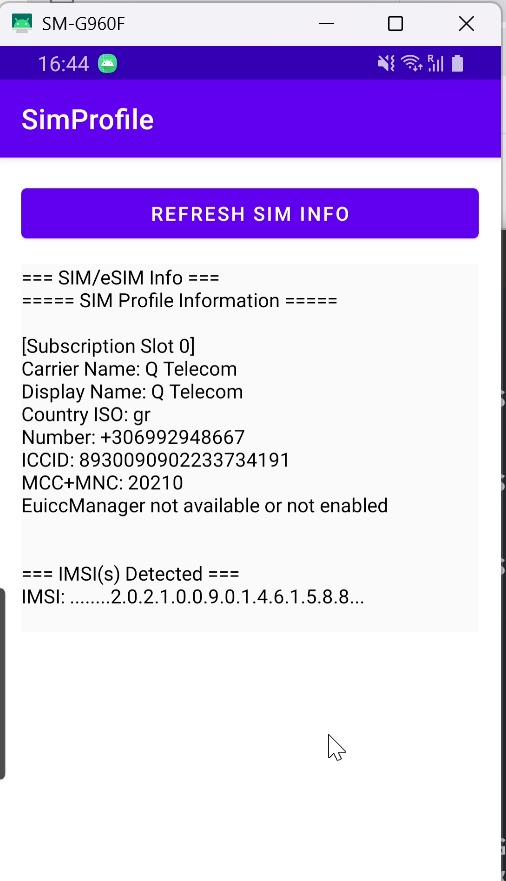 SM-G960F
16:44
SimProfile
REFRESH SIM INFO
=== SIM/eSIM Info ===
===== SIM Profile Information =====
[Subscription Slot 0]
Carrier Name: Q Telecom
Display Name: Q Telecom
Country ISO: gr
Number: +306992948667
ICCID: 8930090902233734191
MCC+MNC: 20210
EuiccManager not available or not enabled
=== IMSI(s) Detected ===
IMSI: ........2.0.2.1.0.0.9.0.1.4.6.1.5.8.8...